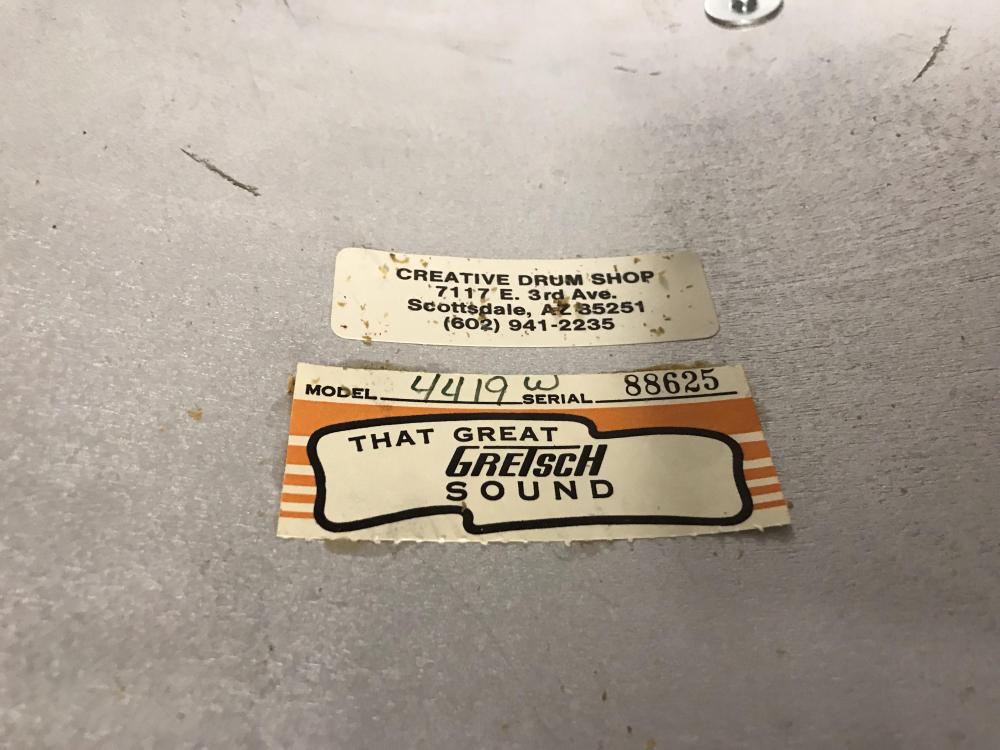 CREATIVE DRUM SHOP
7117 E. 3rd Ave.
Scottsdale, AZ 85251
(602) 941-2235
MODEL 4419 W SERIAL 88625
THAT GREAT
GRETSCH
SOUND